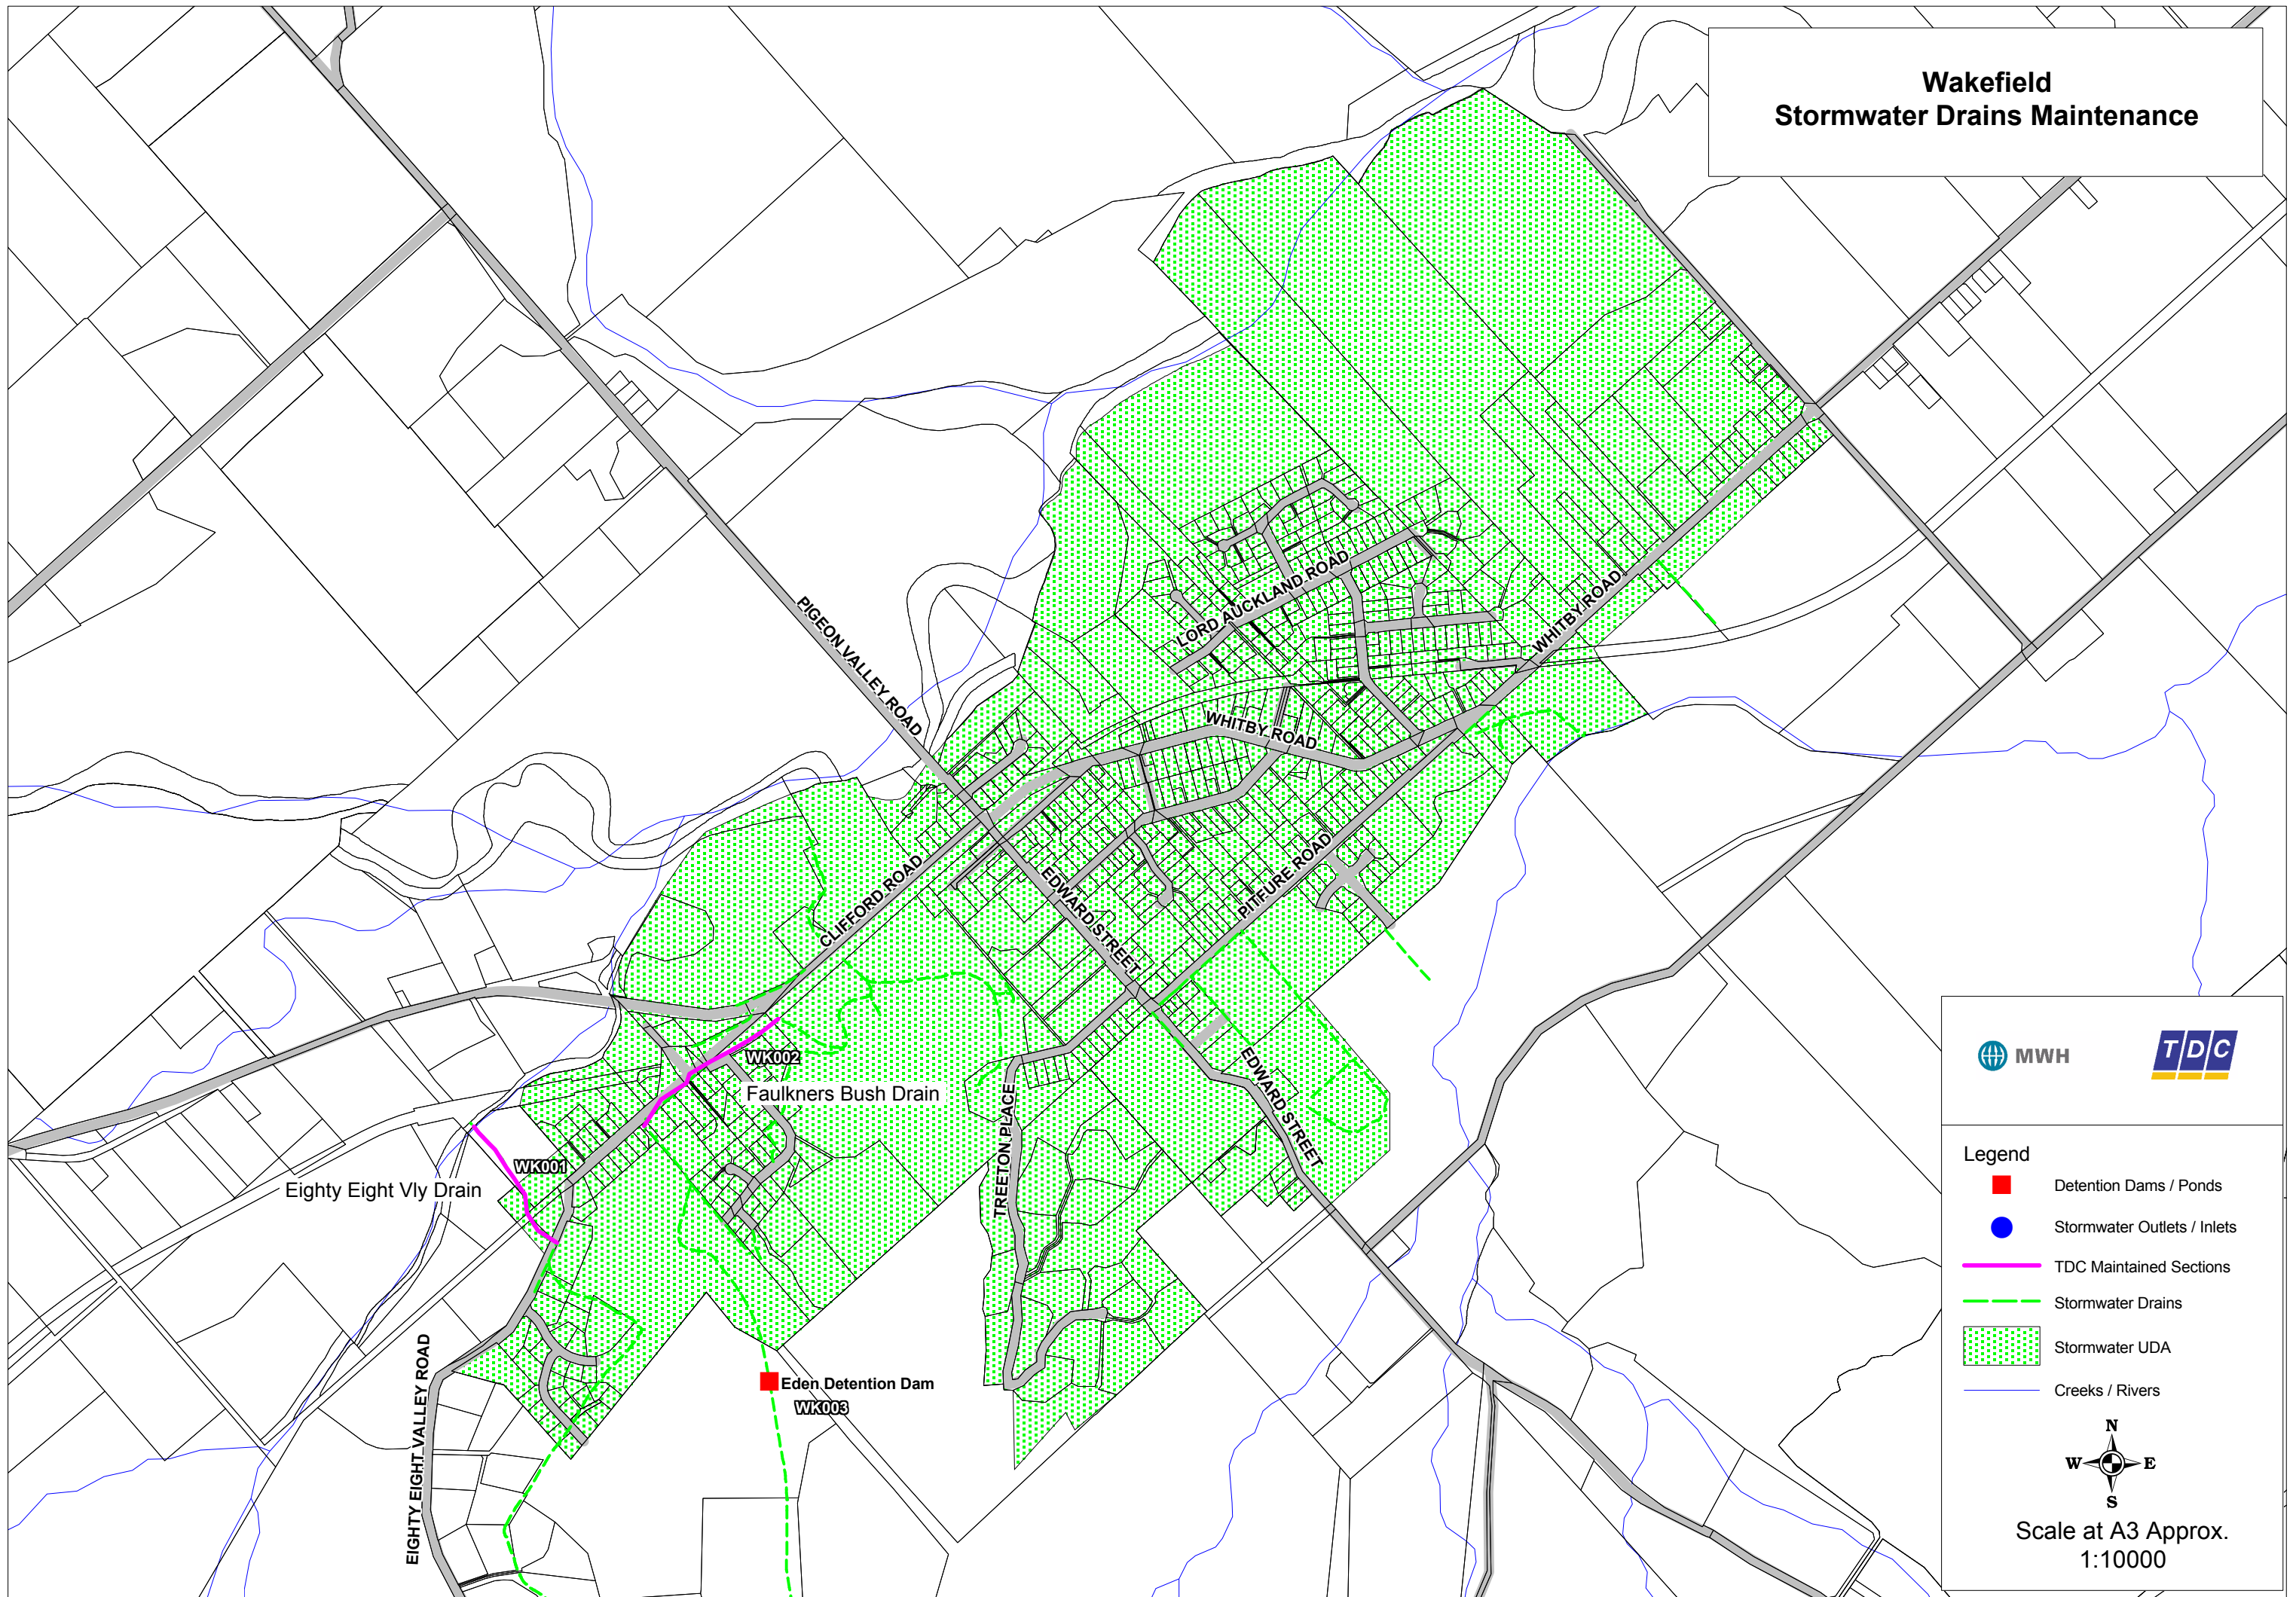 Wakefield
Stormwater Drains Maintenance
PIGEON VALLEY ROAD
LORD AUCKLAND ROAD
WHITBY ROAD
WHITBY ROAD
CLIFFORD ROAD
EDWARD STREET
PITFURE ROAD
WK002
Faulkners Bush Drain
EDWARD STREET
TREETON PLACE
WK001
Eighty Eight Vly Drain
EIGHTY EIGHT VALLEY ROAD
Eden Detention Dam
WK003
MWH
TDC
Legend
Detention Dams / Ponds
Stormwater Outlets / Inlets
TDC Maintained Sections
Stormwater Drains
Stormwater UDA
Creeks / Rivers
N
W E
S
Scale at A3 Approx.
1:10000